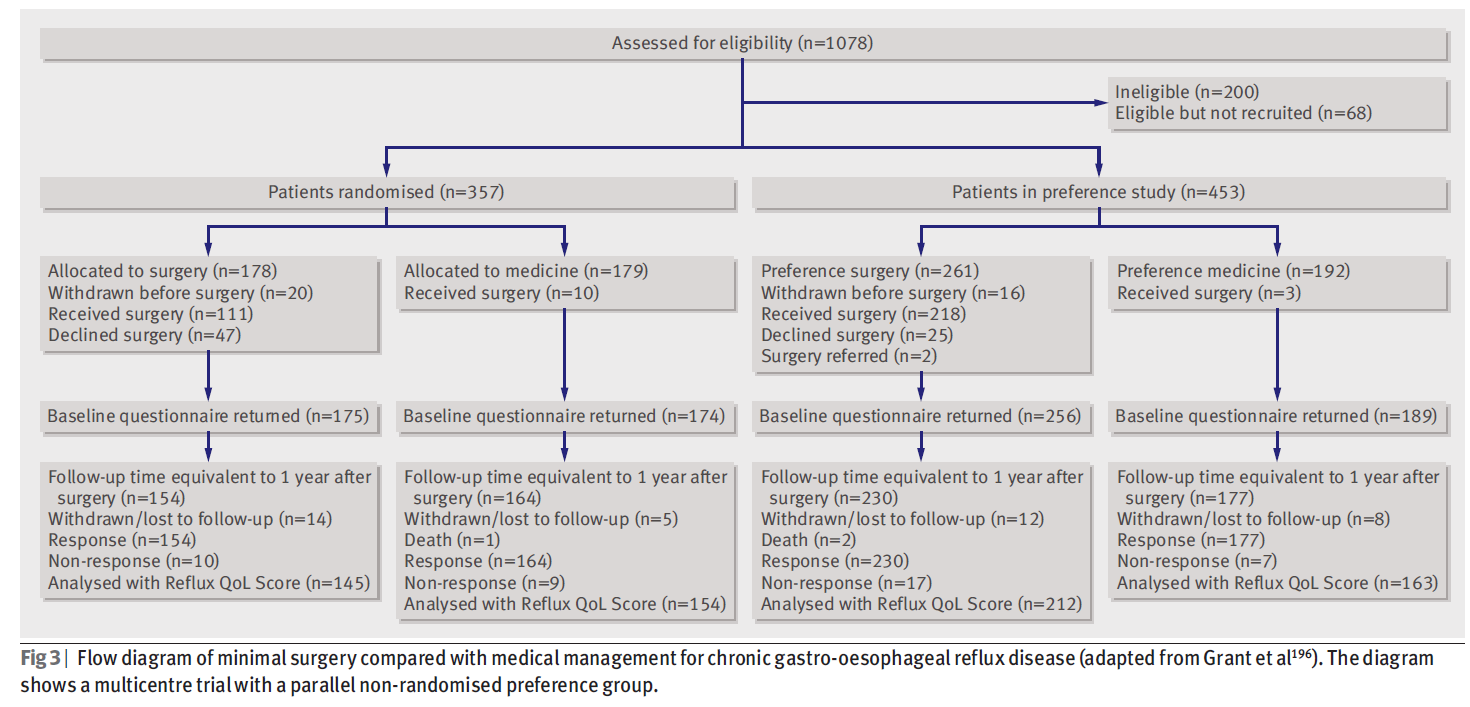 Assessed for eligibility (n=1078)
Ineligible (n=200)
Eligible but not recruited (n=68)
Patients randomised (n=357)
Patients in preference study (n=453)
Allocated to surgery (n=178)
Withdrawn before surgery (n=20)
Received surgery (n=111)
Declined surgery (n=47)
Allocated to medicine (n=179)
Received surgery (n=10)
Preference surgery (n=261)
Withdrawn before surgery (n=16)
Received surgery (n=218)
Declined surgery (n=25)
Surgery referred (n=2)
Preference medicine (n=192)
Received surgery (n=3)
Baseline questionnaire returned (n=175)
Baseline questionnaire returned (n=174)
Baseline questionnaire returned (n=256)
Baseline questionnaire returned (n=189)
Follow-up time equivalent to 1 year after
surgery (n=154)
Withdrawn/lost to follow-up (n=14)
Response (n=154)
Non-response (n=10)
Analysed with Reflux QoL Score (n=145)
Follow-up time equivalent to 1 year after
surgery (n=164)
Withdrawn/lost to follow-up (n=5)
Death (n=1)
Response (n=164)
Non-response (n=9)
Analysed with Reflux QoL Score (n=154)
Follow-up time equivalent to 1 year after
surgery (n=230)
Withdrawn/lost to follow-up (n=12)
Death (n=2)
Response (n=230)
Non-response (n=17)
Analysed with Reflux QoL Score (n=212)
Follow-up time equivalent to 1 year after
surgery (n=177)
Withdrawn/lost to follow-up (n=8)
Response (n=177)
Non-response (n=7)
Analysed with Reflux QoL Score (n=163)
Fig 3 | Flow diagram of minimal surgery compared with medical management for chronic gastro-oesophageal reflux disease (adapted from Grant et al196). The diagram
shows a multicentre trial with a parallel non-randomised preference group.